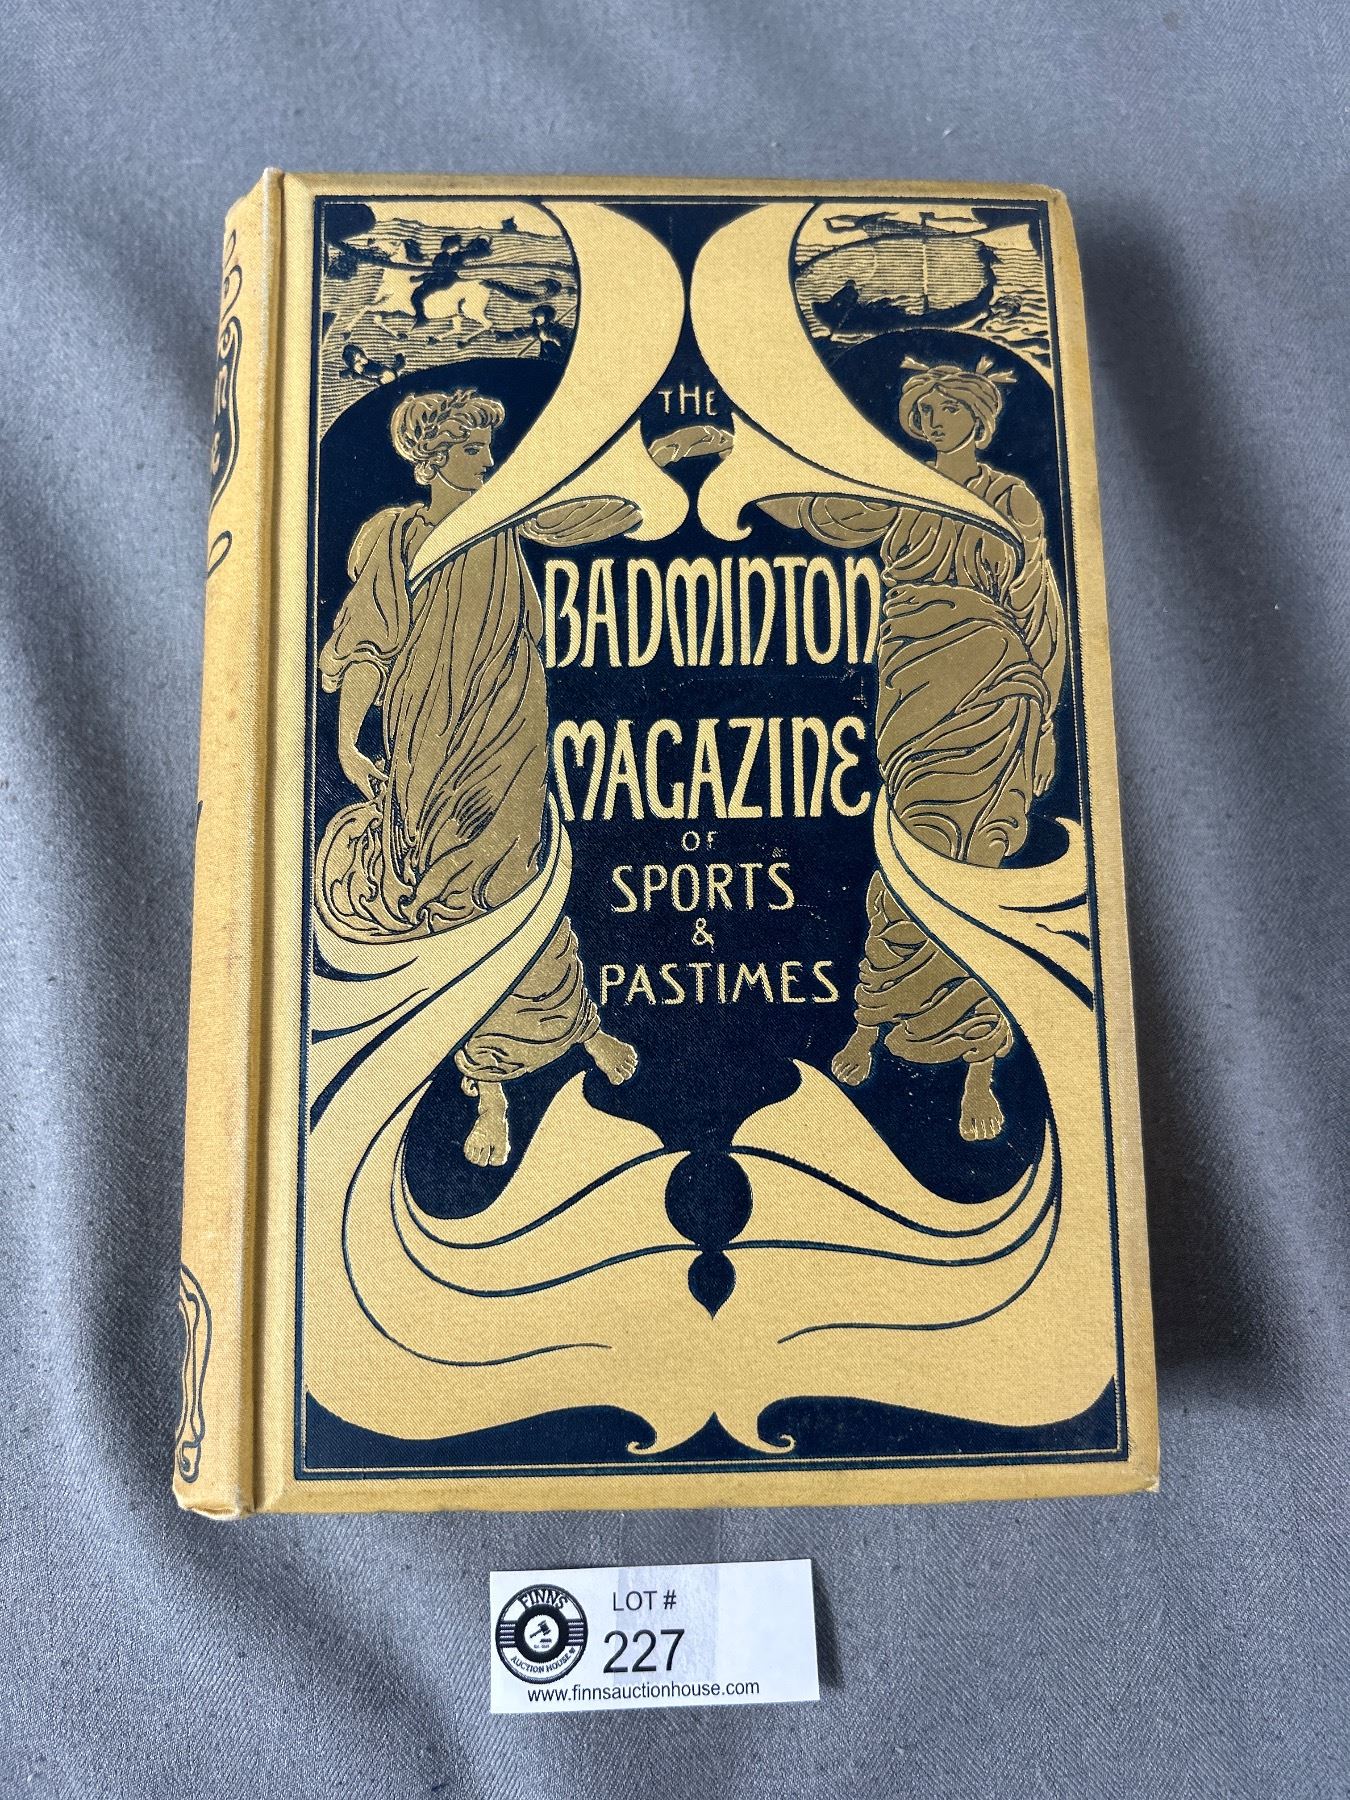 THE
BADMINTON
MAGAZINE
OF
SPORTS
&
PASTIMES
FINNS
AUCTION HOUSE
LOT #
227
www.finnsauctionhouse.com